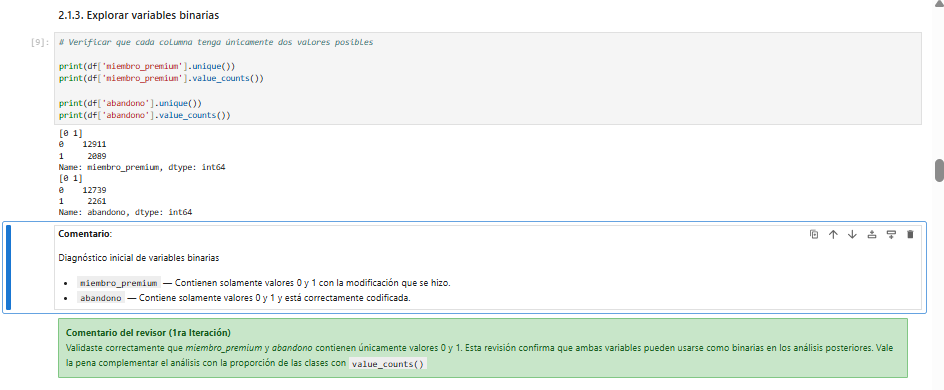 2.1.3. Explorar variables binarias
[9]: # Verificar que cada columna tenga únicamente dos valores posibles
print(df['miembro_premium'].unique())
print(df['miembro_premium'].value_counts())
print(df['abandono'].unique())
print(df['abandono'].value_counts())
[0 1]
0    12911
1     2089
Name: miembro_premium, dtype: int64
[0 1]
0    12739
1     2261
Name: abandono, dtype: int64
Comentario:
Diagnóstico inicial de variables binarias
• miembro_premium — Contienen solamente valores 0 y 1 con la modificación que se hizo.
• abandono — Contiene solamente valores 0 y 1 y está correctamente codificada.
Comentario del revisor (1ra Iteración)
Validaste correctamente que miembro_premium y abandono contienen únicamente valores 0 y 1. Esta revisión confirma que ambas variables pueden usarse como binarias en los análisis posteriores. Vale
la pena complementar el análisis con la proporción de las clases con value_counts()